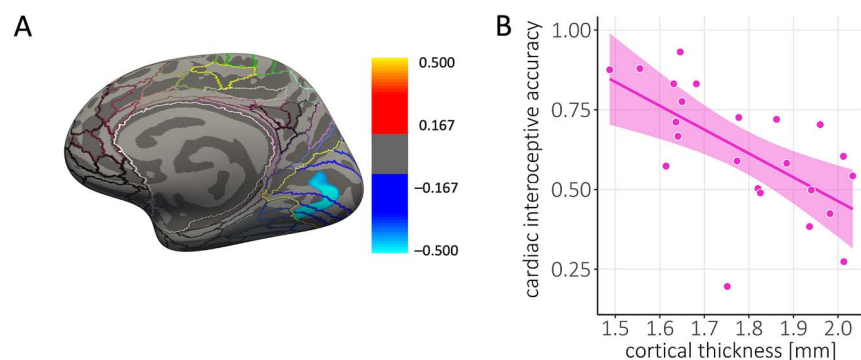 A
0.500
0.167
−0.167
−0.500
B
cardiac interoceptive accuracy
1.00
0.75
0.50
0.25
1.5 1.6 1.7 1.8 1.9 2.0
cortical thickness [mm]